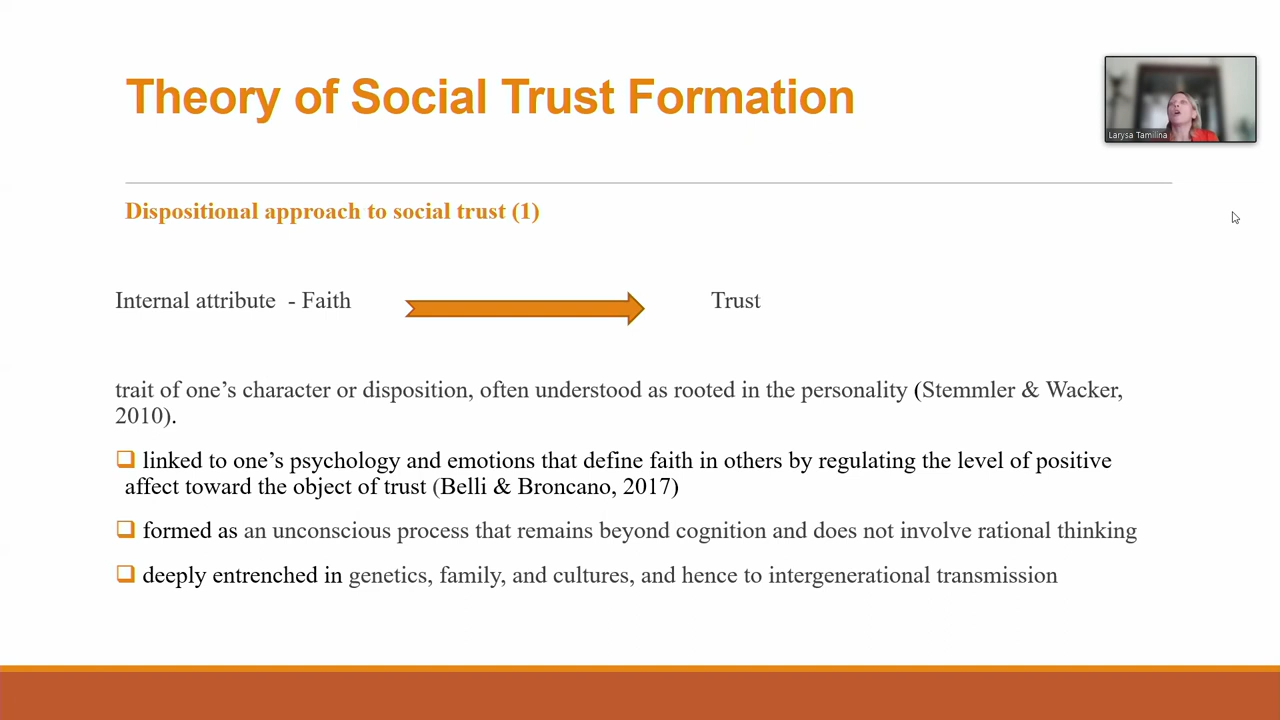 Theory of Social Trust Formation
Larysa Tamilina
Dispositional approach to social trust (1)
Internal attribute  - Faith
Trust
trait of one’s character or disposition, often understood as rooted in the personality (Stemmler & Wacker,
2010).
linked to one’s psychology and emotions that define faith in others by regulating the level of positive
affect toward the object of trust (Belli & Broncano, 2017)
formed as an unconscious process that remains beyond cognition and does not involve rational thinking
deeply entrenched in genetics, family, and cultures, and hence to intergenerational transmission